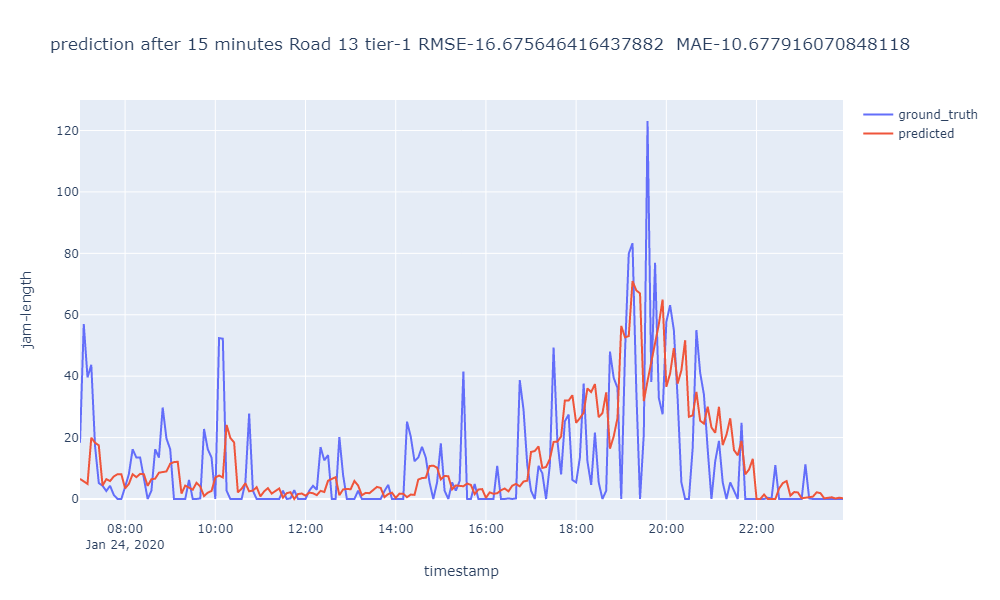 prediction after 15 minutes Road 13 tier-1 RMSE-16.675646416437882  MAE-10.677916070848118
ground_truth
predicted
120
100
80
60
40
20
0
jam-length
08:00 10:00 12:00 14:00 16:00 18:00 20:00 22:00
Jan 24, 2020
timestamp